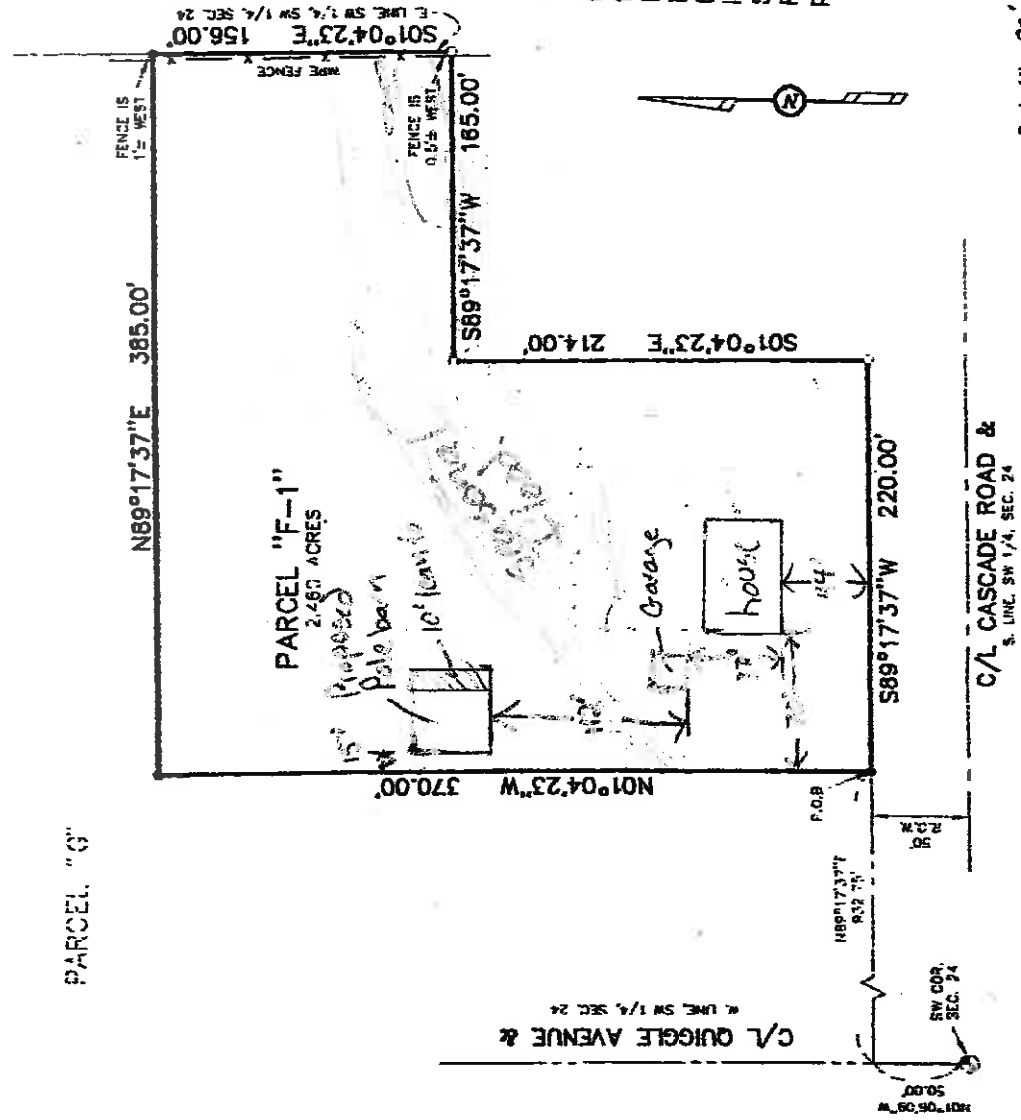 PARCEL "G"
N89°17'37"E 385.00'
FENCE IS
1'± WEST
WIRE FENCE
S01°04'23"E 156.00'
E. LINE, SW 1/4, SW 1/4, SEC. 24
FENCE IS
0.5'± WEST
S89°17'37"W 165.00'
S01°04'23"E 214.00'
PARCEL "F-1"
2.460 ACRES
Proposed
Pole barn
10' lean to
15'
Garage
house
N01°04'23"W 370.00'
S89°17'37"W 220.00'
P.O.B
N
50'
R.O.W.
N89°17'37"E
932.75'
C/L CASCADE ROAD &
S. LINE, SW 1/4, SEC. 24
C/L QUIGGLE AVENUE &
W. LINE, SW 1/4, SEC. 24
SW COR.
SEC. 24
N01°06'09"W
50.00'